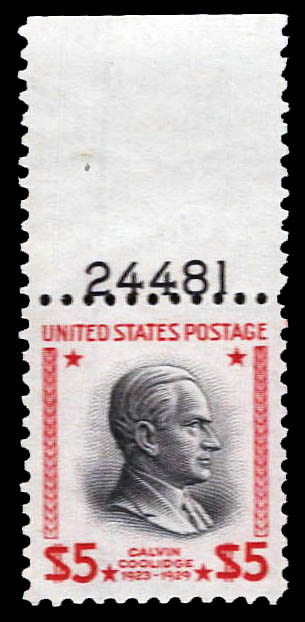 24481
UNITED STATES POSTAGE
$5 CALVIN $5
COOLIDGE
1923-1929